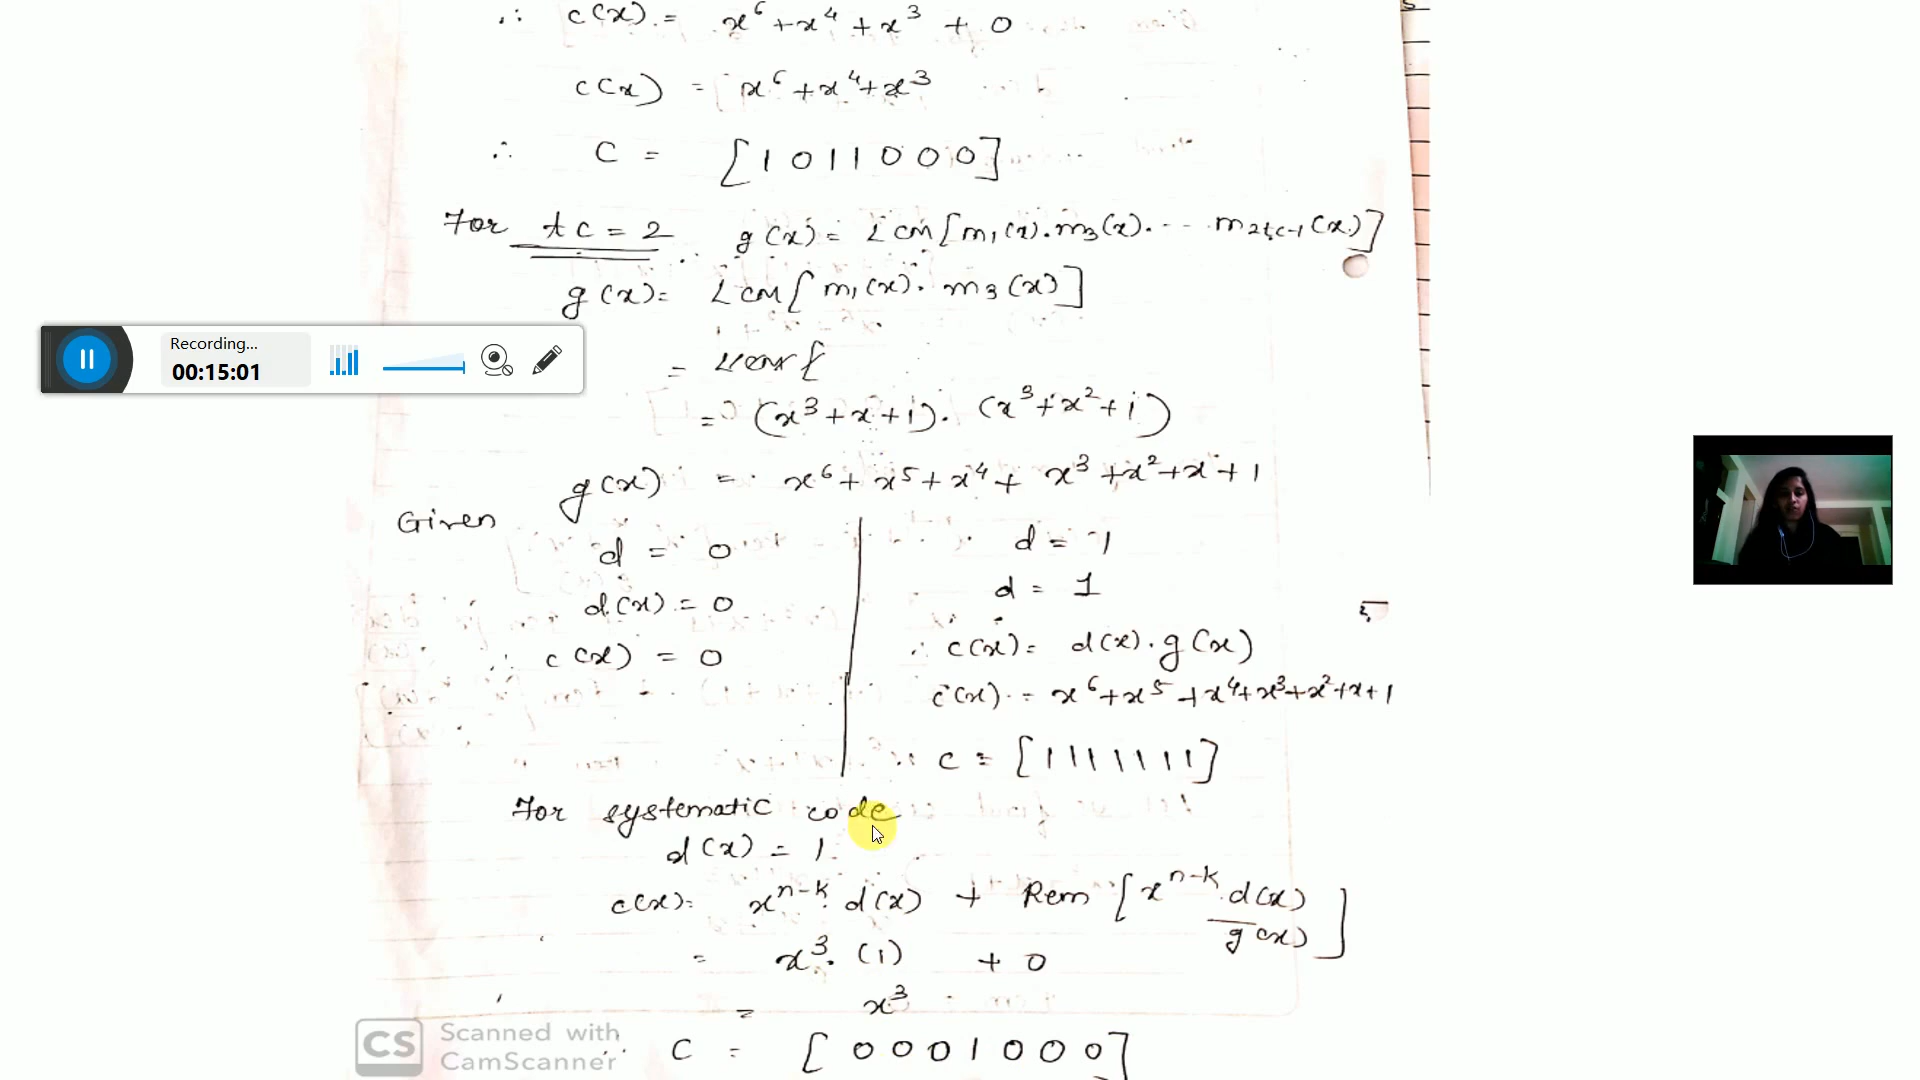 ∴ c(x) = x⁶ + x⁴ + x³ + 0
c(x) = x⁶ + x⁴ + x³
∴ C = [1 0 1 1 0 0 0]
For tc = 2 ∴ g(x) = LCM[m₁(x). m₃(x). ... m₂tc-1(x)]
g(x) = LCM[m₁(x). m₃(x)]
=
= (x³ + x + 1). (x³ + x² + 1)
g(x) = x⁶ + x⁵ + x⁴ + x³ + x² + x + 1
Given
d = 0
d(x) = 0
∴ c(x) = 0
d = 1
d = 1
∴ c(x) = d(x). g(x)
c(x) = x⁶ + x⁵ + x⁴ + x³ + x² + x + 1
∴ c = [1 1 1 1 1 1 1]
For systematic code
d(x) = 1
c(x) = xⁿ⁻ᵏ. d(x) + Rem [xⁿ⁻ᵏ. d(x) / g(x)]
= x³. (1) + 0
= x³
∴ C = [0 0 0 1 0 0 0]
Recording...
00:15:01
CS Scanned with
CamScanner